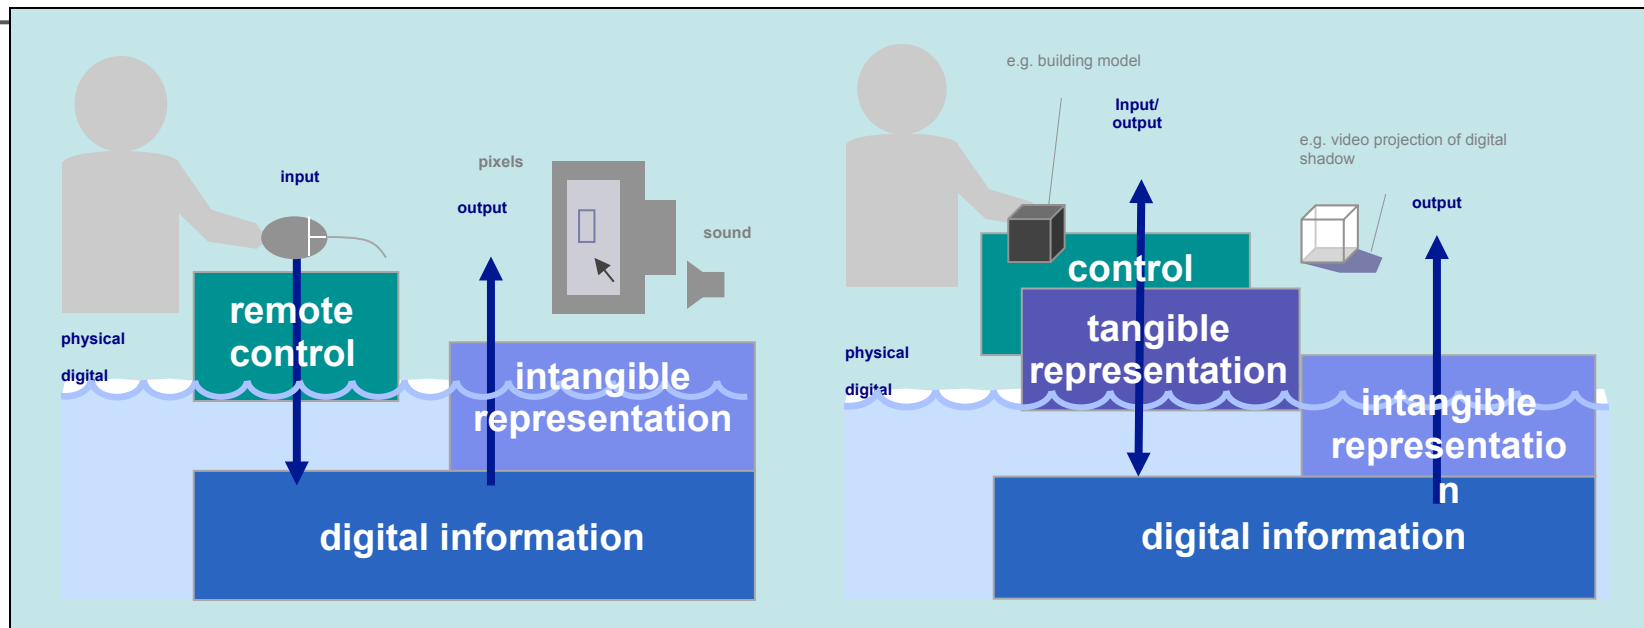 input
pixels
output
sound
remote
control
physical
digital
intangible
representation
digital information
e.g. building model
Input/
output
e.g. video projection of digital
shadow
output
control
tangible
representation
physical
digital
intangible
representatio
n
digital information